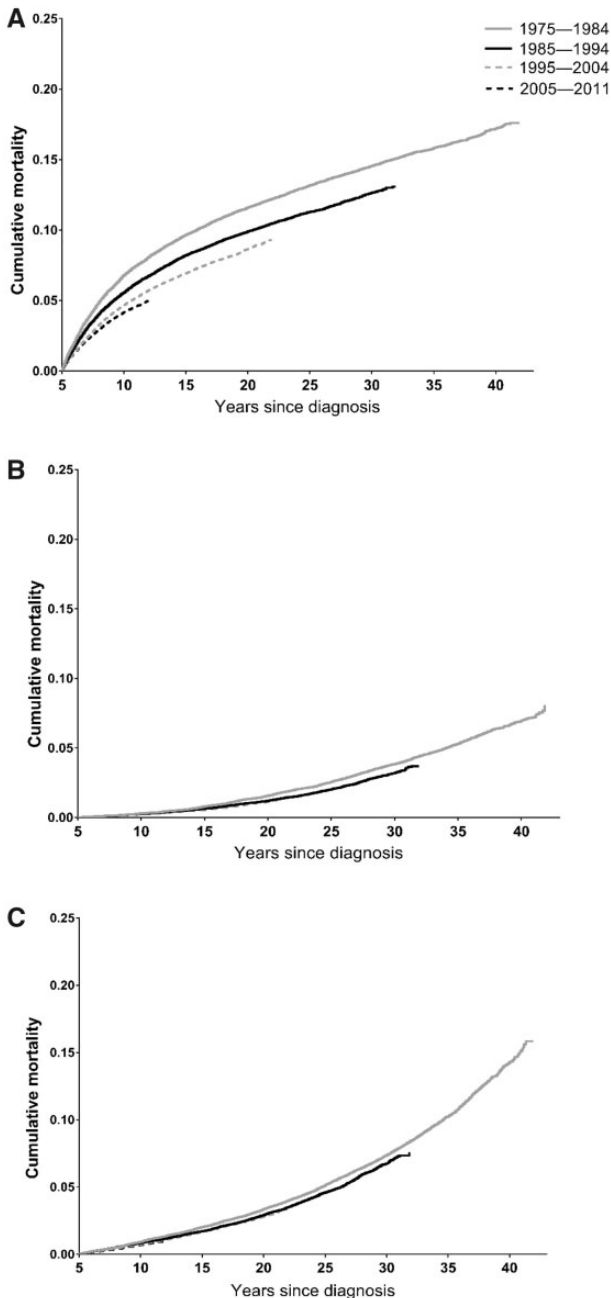 A
0.25
0.20
0.15
0.10
0.05
0.00
Cumulative mortality
1975—1984
1985—1994
1995—2004
2005—2011
5 10 15 20 25 30 35 40
Years since diagnosis
B
0.25
0.20
0.15
0.10
0.05
0.00
Cumulative mortality
5 10 15 20 25 30 35 40
Years since diagnosis
C
0.25
0.20
0.15
0.10
0.05
0.00
Cumulative mortality
5 10 15 20 25 30 35 40
Years since diagnosis